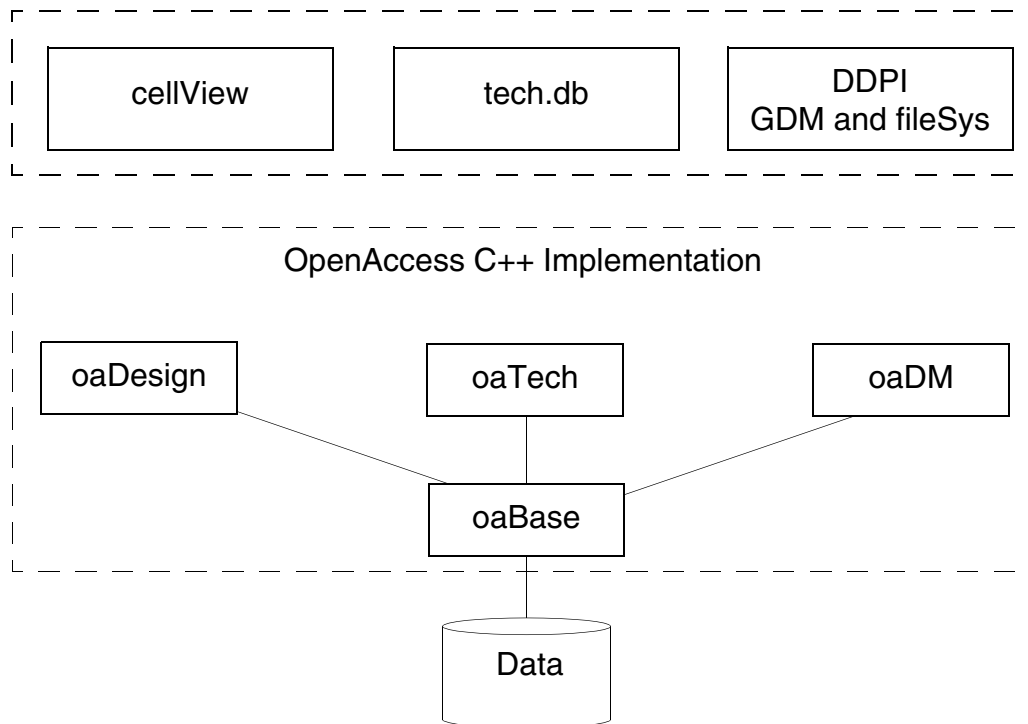 cellView
tech.db
DDPI
GDM and fileSys
OpenAccess C++ Implementation
oaDesign
oaTech
oaDM
oaBase
Data